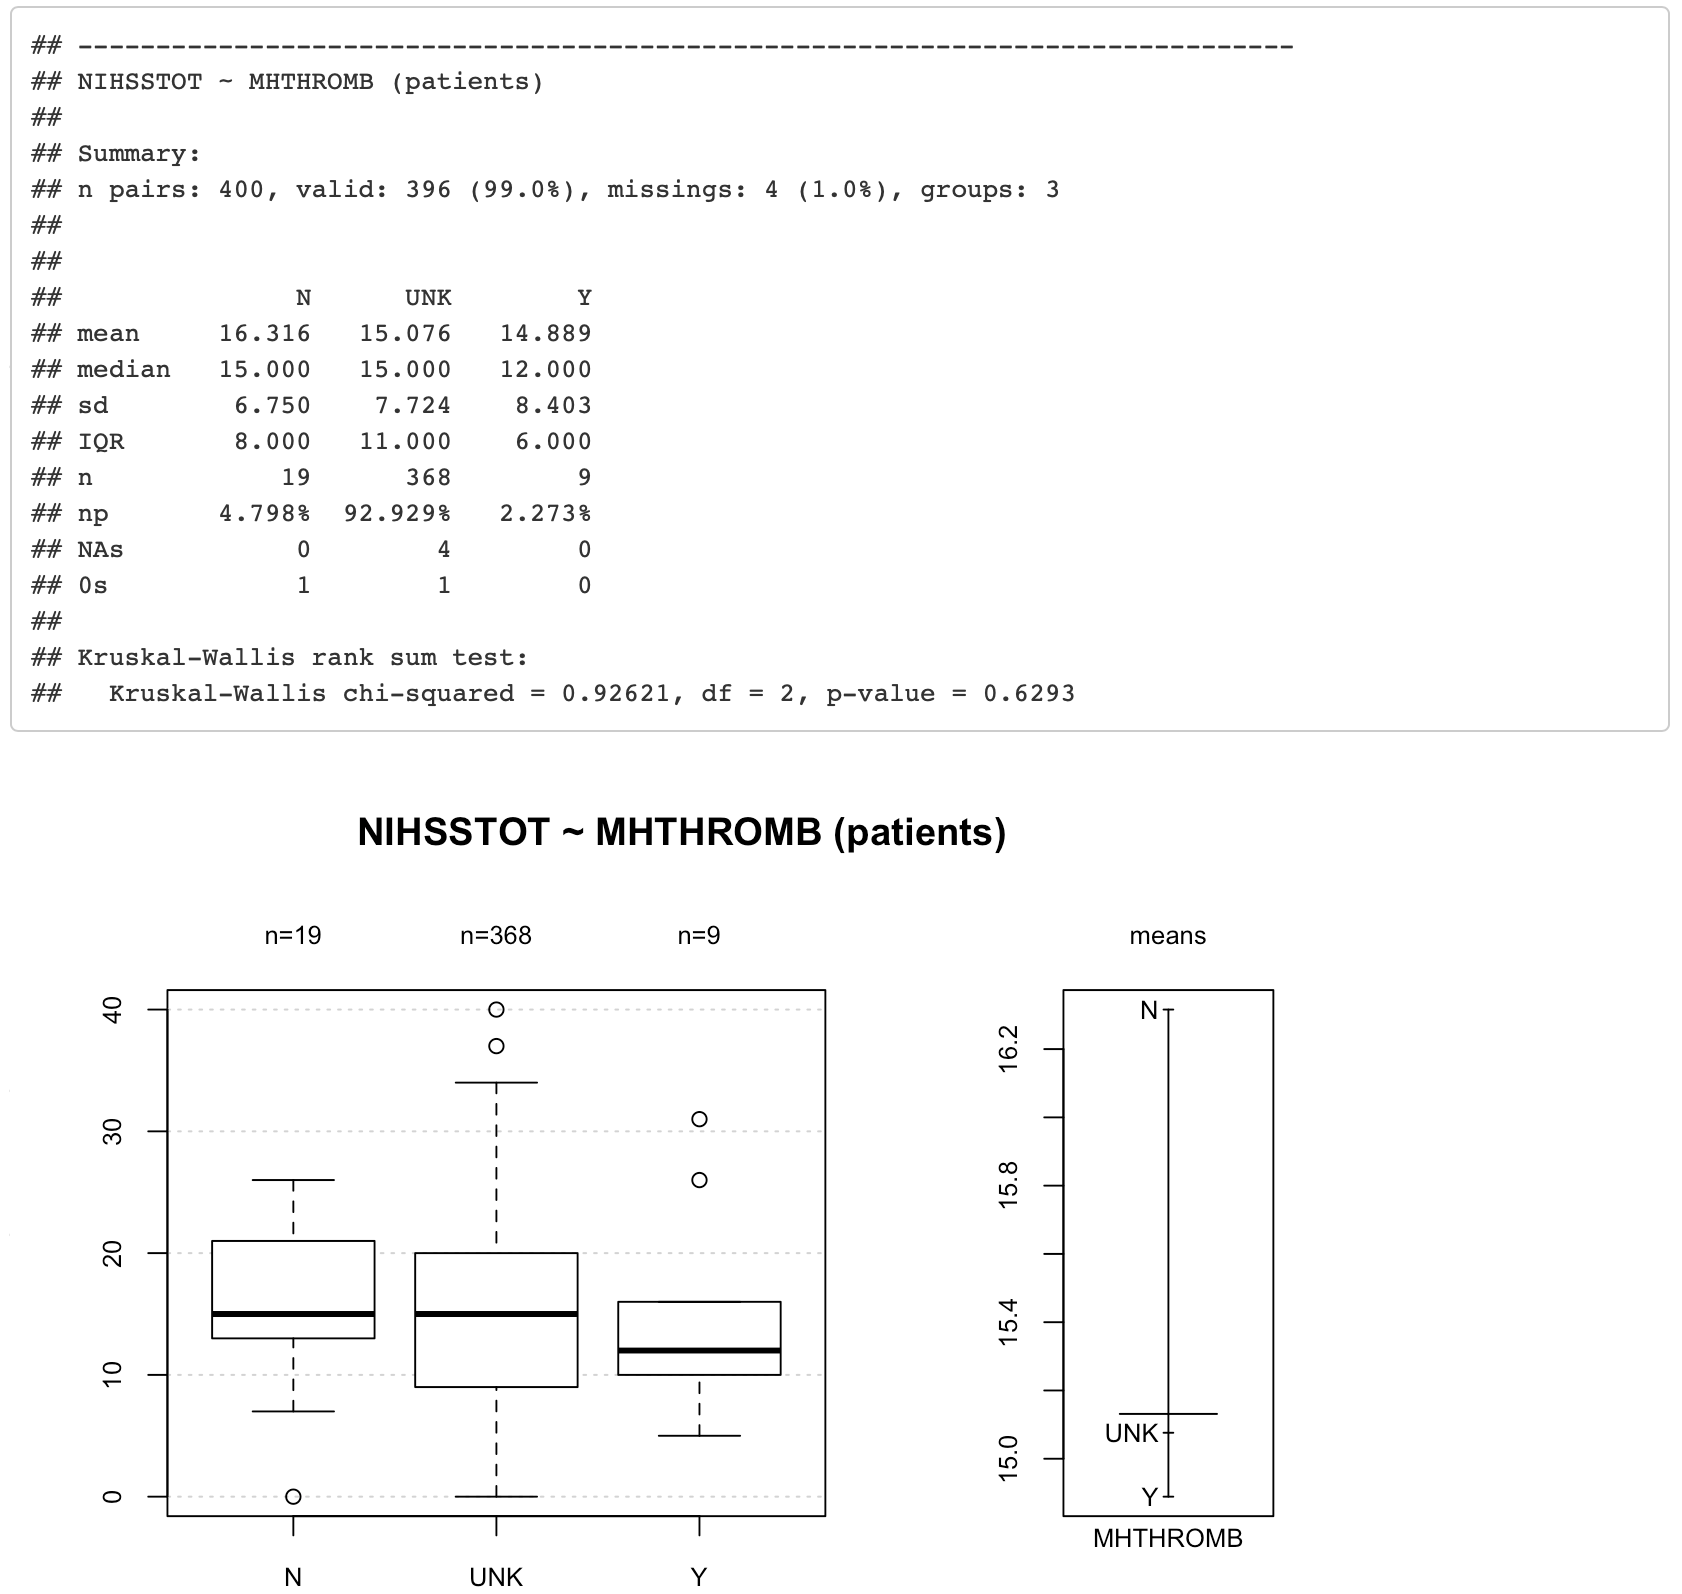 ## ------------------------------------------------------------------------------
## NIHSSTOT ~ MHTHROMB (patients)
##
## Summary:
## n pairs: 400, valid: 396 (99.0%), missings: 4 (1.0%), groups: 3
##
##
##               N      UNK        Y
## mean     16.316   15.076   14.889
## median   15.000   15.000   12.000
## sd        6.750    7.724    8.403
## IQR       8.000   11.000    6.000
## n            19      368        9
## np       4.798%  92.929%   2.273%
## NAs           0        4        0
## 0s            1        1        0
##
## Kruskal-Wallis rank sum test:
##   Kruskal-Wallis chi-squared = 0.92621, df = 2, p-value = 0.6293
NIHSSTOT ~ MHTHROMB (patients)
n=19 n=368 n=9
40
30
20
10
0
N UNK Y
means
16.2
15.8
15.4
15.0
N
UNK
Y
MHTHROMB